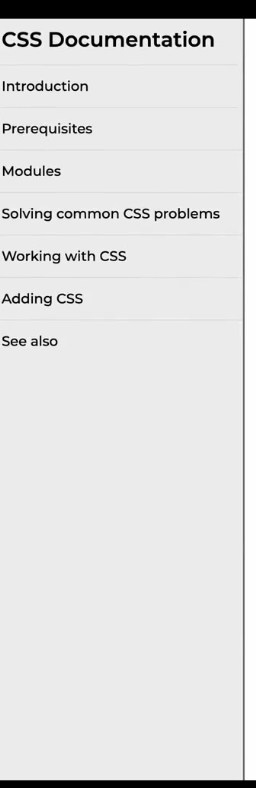 CSS Documentation
Introduction
Prerequisites
Modules
Solving common CSS problems
Working with CSS
Adding CSS
See also